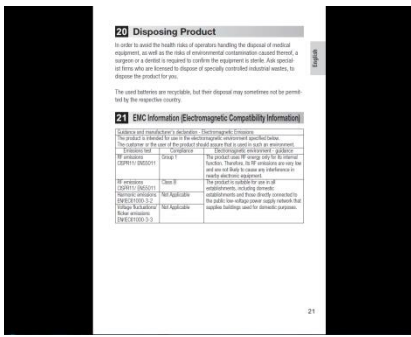 20 Disposing Product
In order to avoid the health risks of operators handling the disposal of medical
equipment, as well as the risks of environmental contamination caused thereof, a
surgeon or a dentist is required to confirm the equipment is sterile. Ask special-
ist firms who are licensed to dispose of specially controlled industrial wastes, to
dispose the product for you.
The used batteries are recyclable, but their disposal may sometimes not be permit-
ted by the respective country.
English
21 EMC Information (Electromagnetic Compatibility Information)
Guidance and manufacturer's declaration - Electromagnetic Emissions
The product is intended for use in the electromagnetic environment specified below.
The customer or the user of the product should assure that is used in such an environment.
Emissions test Compliance Electromagnetic environment - guidance
RF emissions Group 1 The product uses RF energy only for its internal
CISPR11/ EN55011 function. Therefore, its RF emissions are very low
and are not likely to cause any interference in
nearby electronic equipment.
RF emissions Class B The product is suitable for use in all
CISPR11/ EN55011 establishments, including domestic
Harmonic emissions Not Applicable establishments and those directly connected to
EN/IEC61000-3-2 the public low-voltage power supply network that
Voltage fluctuations/ Not Applicable supplies buildings used for domestic purposes.
flicker emissions
EN/IEC61000-3-3
21